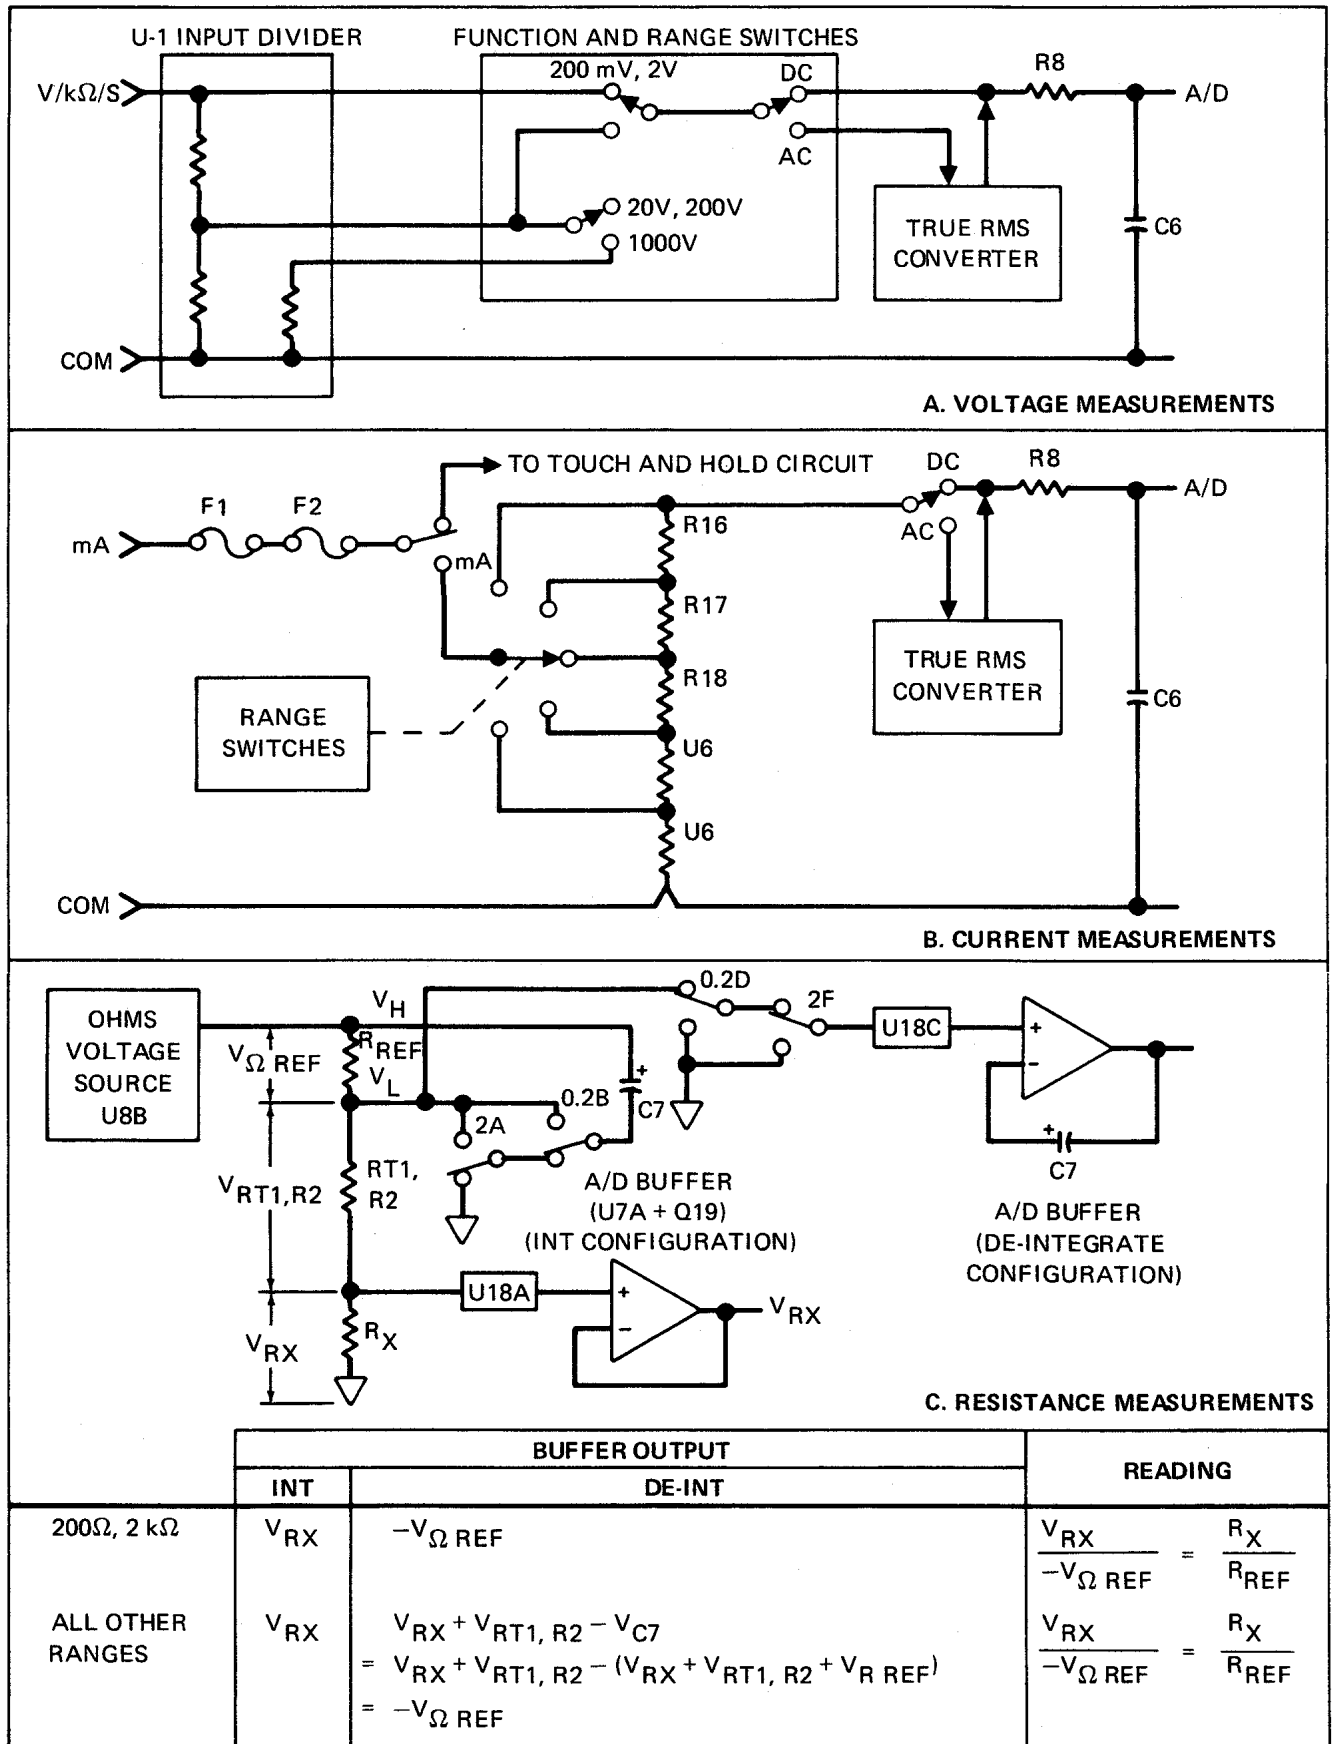 U-1 INPUT DIVIDER
FUNCTION AND RANGE SWITCHES
200 mV, 2V
DC
R8
V/kΩ/S
A/D
AC
20V, 200V
1000V
TRUE RMS
CONVERTER
C6
COM
A. VOLTAGE MEASUREMENTS
TO TOUCH AND HOLD CIRCUIT
DC
R8
F1
F2
A/D
mA
mA
R16
AC
R17
R18
TRUE RMS
CONVERTER
C6
RANGE
SWITCHES
U6
U6
COM
B. CURRENT MEASUREMENTS
OHMS
VOLTAGE
SOURCE
U8B
VH
0.2D
2F
U18C
+
−
VΩ REF
RREF
VL
+
C7
2A
0.2B
+
C7
VRT1,R2
RT1,
R2
A/D BUFFER
(U7A + Q19)
(INT CONFIGURATION)
A/D BUFFER
(DE-INTEGRATE
CONFIGURATION)
U18A
+
−
VRX
VRX
RX
C. RESISTANCE MEASUREMENTS
BUFFER OUTPUT
READING
INT
DE-INT
200Ω, 2 kΩ
VRX
−VΩ REF
VRX / −VΩ REF = RX / RREF
ALL OTHER
RANGES
VRX
VRX + VRT1, R2 − VC7
= VRX + VRT1, R2 − (VRX + VRT1, R2 + VR REF)
= −VΩ REF
VRX / −VΩ REF = RX / RREF